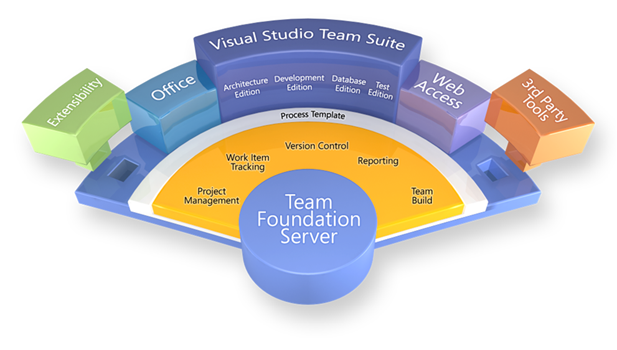 Visual Studio Team Suite
Extensibility
Office
Architecture
Edition
Development
Edition
Database
Edition
Test
Edition
Web
Access
3rd Party
Tools
Process Template
Project
Management
Work Item
Tracking
Version Control
Reporting
Team
Build
Team
Foundation
Server